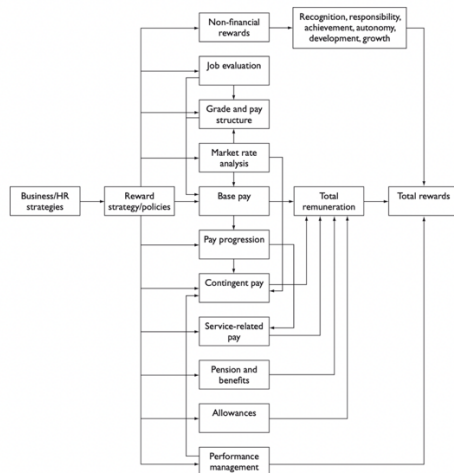 Non-financial
rewards
Recognition, responsibility,
achievement, autonomy,
development, growth
Job evaluation
Grade and pay
structure
Market rate
analysis
Business/HR
strategies
Reward
strategy/policies
Base pay
Total
remuneration
Total rewards
Pay progression
Contingent pay
Service-related
pay
Pension and
benefits
Allowances
Performance
management